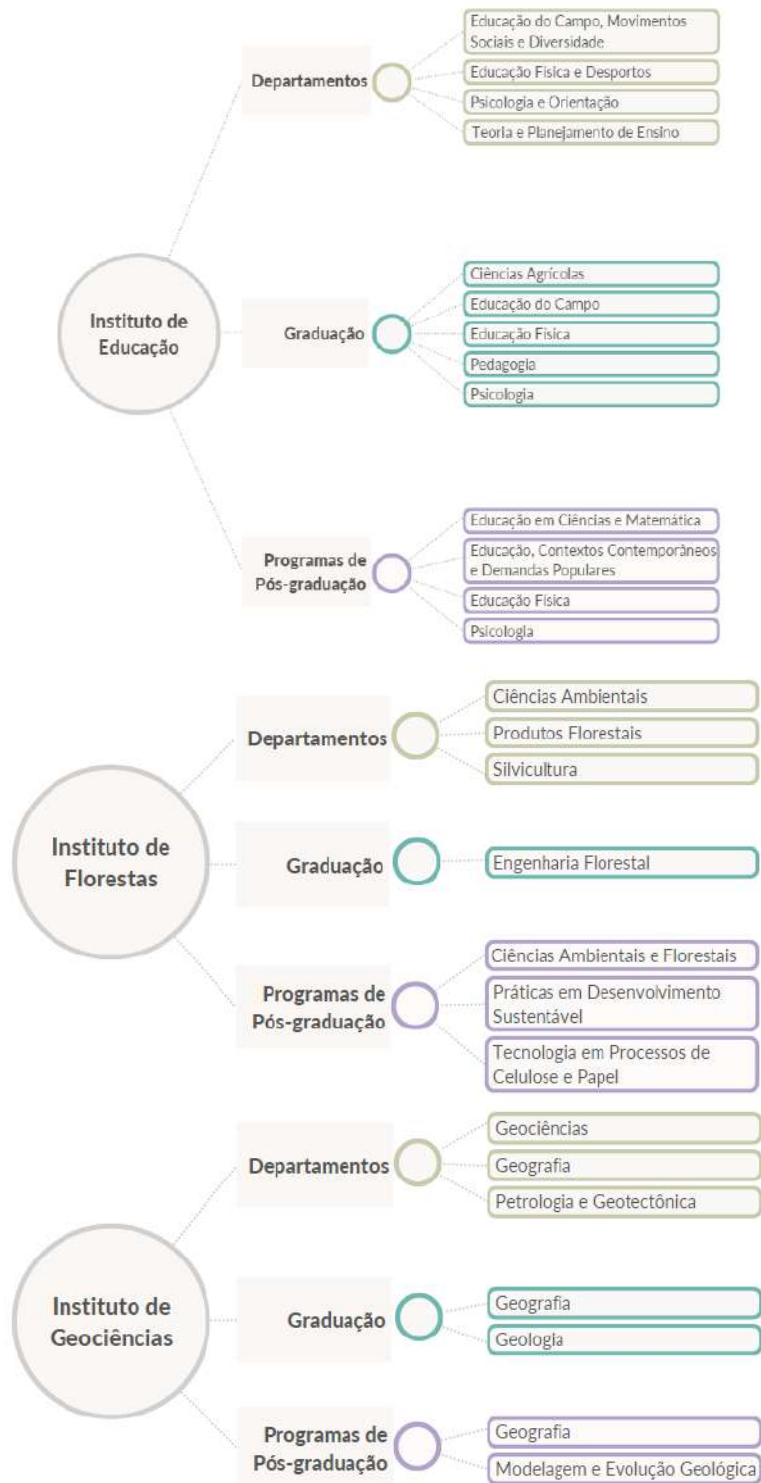 Instituto de
Educação
Departamentos
Educação do Campo, Movimentos
Sociais e Diversidade
Educação Física e Desportos
Psicologia e Orientação
Teoria e Planejamento de Ensino
Graduação
Ciências Agrícolas
Educação do Campo
Educação Física
Pedagogia
Psicologia
Programas de
Pós-graduação
Educação em Ciências e Matemática
Educação, Contextos Contemporâneos
e Demandas Populares
Educação Física
Psicologia
Instituto de
Florestas
Departamentos
Ciências Ambientais
Produtos Florestais
Silvicultura
Graduação
Engenharia Florestal
Programas de
Pós-graduação
Ciências Ambientais e Florestais
Práticas em Desenvolvimento
Sustentável
Tecnologia em Processos de
Celulose e Papel
Instituto de
Geociências
Departamentos
Geociências
Geografia
Petrologia e Geotectônica
Graduação
Geografia
Geologia
Programas de
Pós-graduação
Geografia
Modelagem e Evolução Geológica